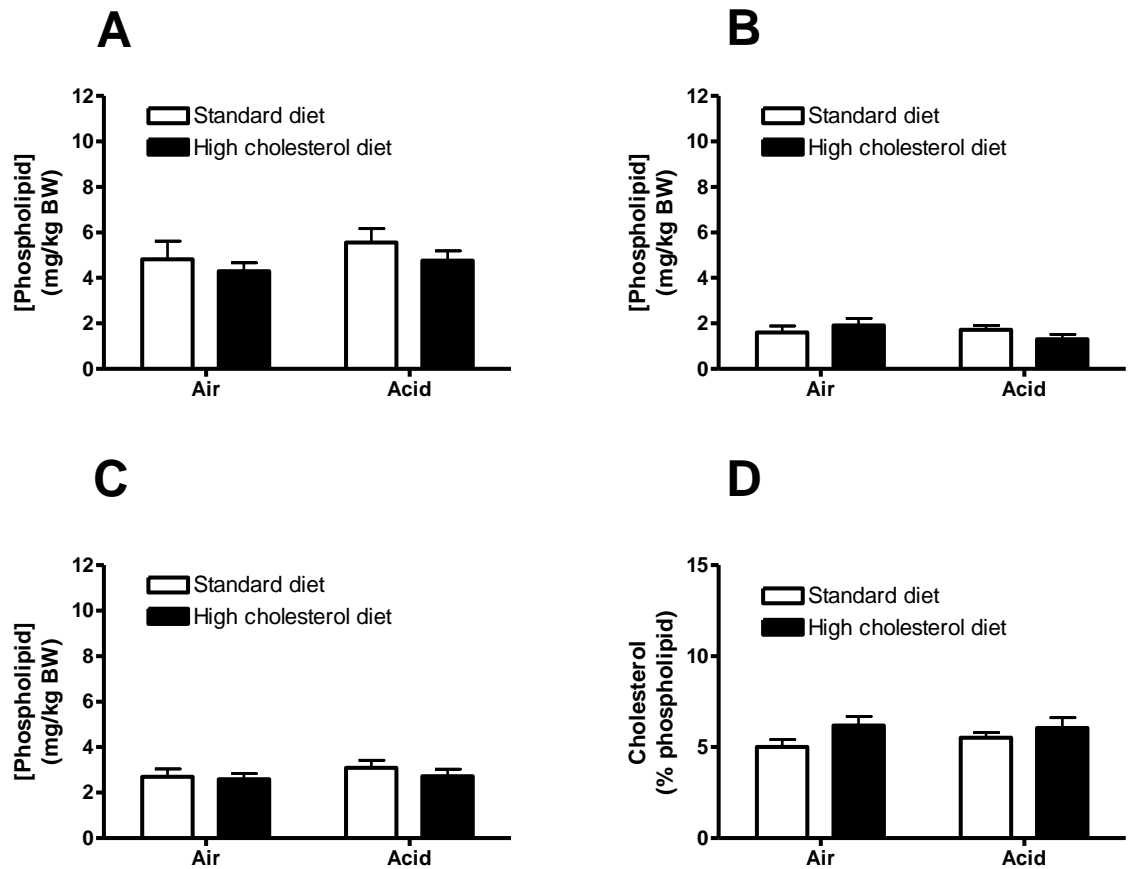 A
[Phospholipid]
(mg/kg BW)
12
10
8
6
4
2
0
Standard diet
High cholesterol diet
Air
Acid
B
[Phospholipid]
(mg/kg BW)
12
10
8
6
4
2
0
Standard diet
High cholesterol diet
Air
Acid
C
[Phospholipid]
(mg/kg BW)
12
10
8
6
4
2
0
Standard diet
High cholesterol diet
Air
Acid
D
Cholesterol
(% phospholipid)
15
10
5
0
Standard diet
High cholesterol diet
Air
Acid